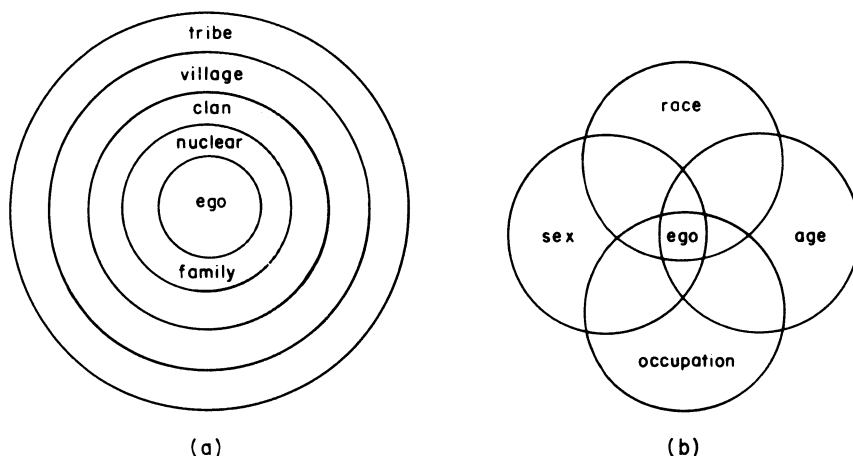 tribe
village
clan
nuclear
ego
family
(a)
race
sex
ego
age
occupation
(b)